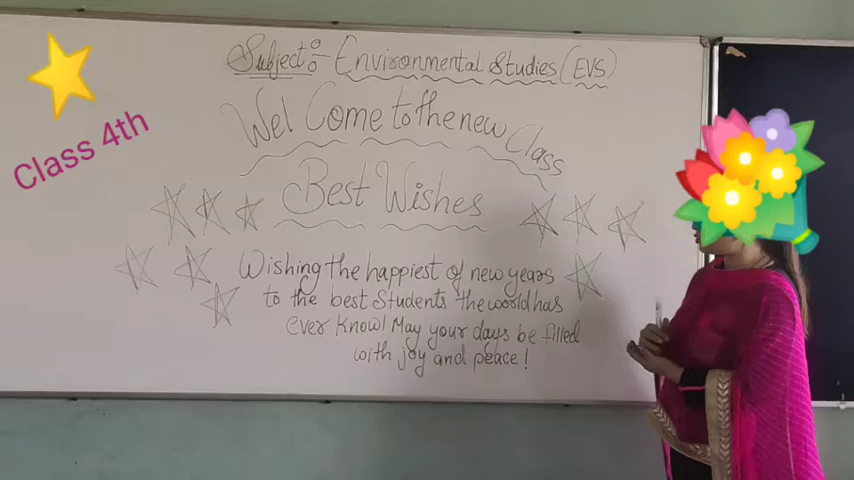 Subject:- Environmental Studies (EVS)
Class 4th
Wel Come to the new Class
Best Wishes
Wishing the happiest of new years
to the best Students the world has
ever Know! May your days be filled
with joy and peace!